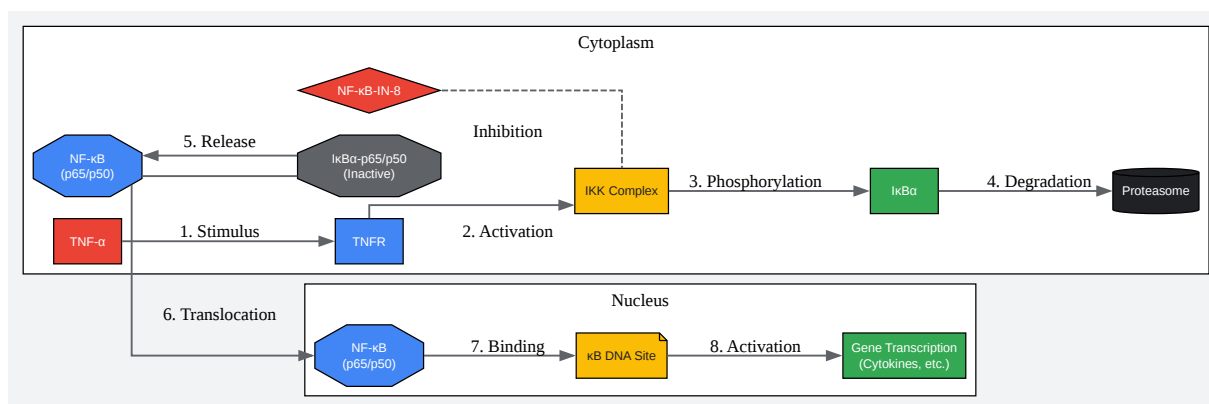 Cytoplasm
NF-κB-IN-8
Inhibition
5. Release
NF-κB
(p65/p50)
IκBα-p65/p50
(Inactive)
IKK Complex
3. Phosphorylation
IκBα
4. Degradation
Proteasome
TNF-α
1. Stimulus
TNFR
2. Activation
6. Translocation
Nucleus
NF-κB
(p65/p50)
7. Binding
κB DNA Site
8. Activation
Gene Transcription
(Cytokines, etc.)